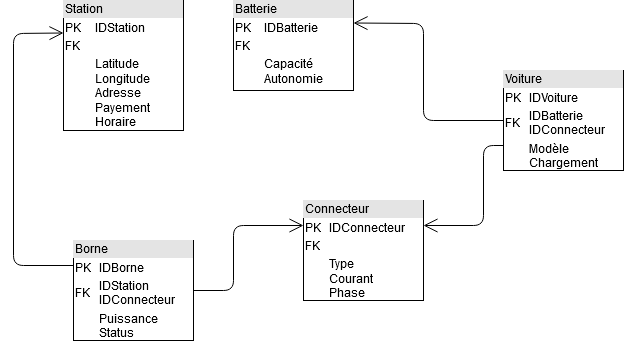 Station
PK IDStation
FK
Latitude
Longitude
Adresse
Payement
Horaire
Batterie
PK IDBatterie
FK
Capacité
Autonomie
Voiture
PK IDVoiture
FK IDBatterie
IDConnecteur
Modèle
Chargement
Connecteur
PK IDConnecteur
FK
Type
Courant
Phase
Borne
PK IDBorne
FK IDStation
IDConnecteur
Puissance
Status